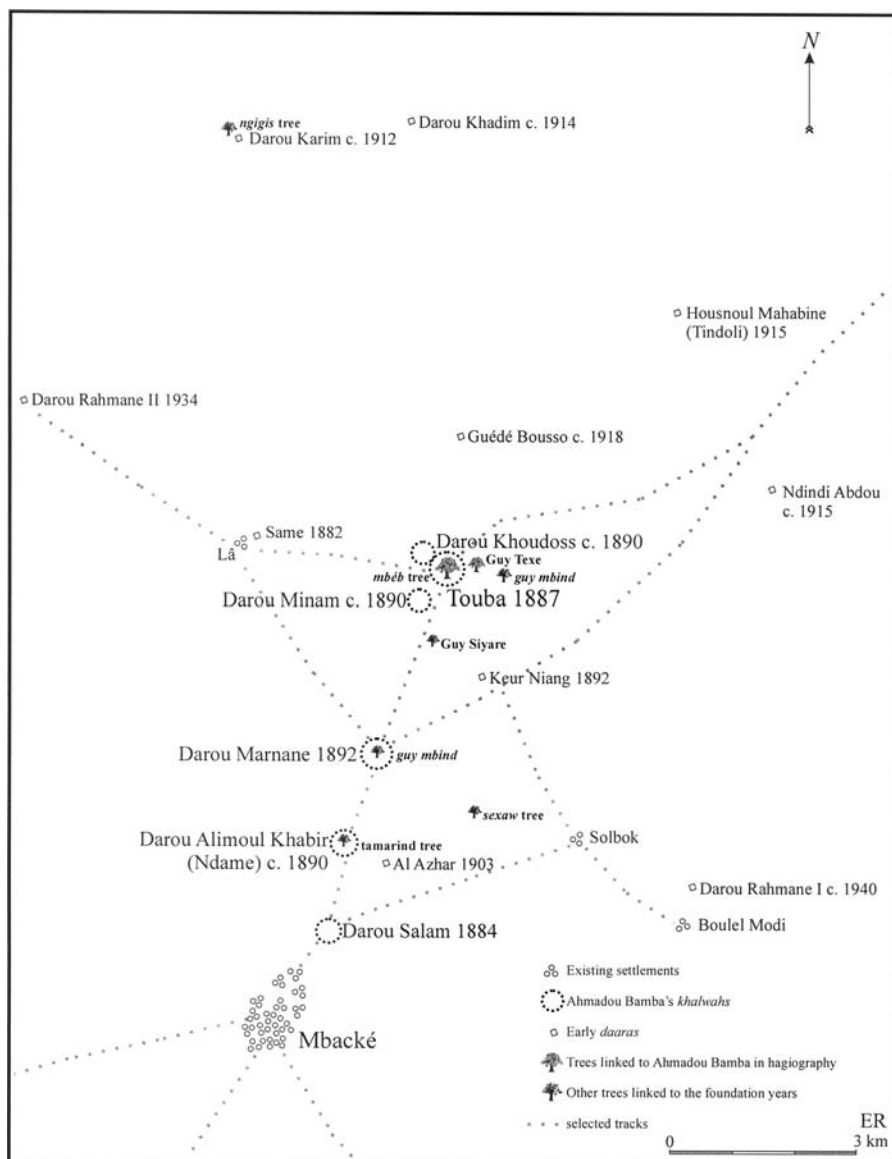 N
ngigis tree
Darou Karim c. 1912
Darou Khadim c. 1914
Housnoul Mahabine
(Tindoli) 1915
Darou Rahmane II 1934
Guédé Bousso c. 1918
Ndindi Abdou
c. 1915
Same 1882
Lâ
Daroú Khoudoss c. 1890
Guy Texe
mbéb tree
guy mbind
Touba 1887
Darou Minam c. 1890
Guy Siyare
Keur Niang 1892
Darou Marnane 1892
guy mbind
sexaw tree
Darou Alimoul Khabir
(Ndame) c. 1890
tamarind tree
Solbok
Al Azhar 1903
Darou Rahmane I c. 1940
Boulel Modi
Darou Salam 1884
Mbacké
Existing settlements
Ahmadou Bamba's khalwahs
Early daaras
Trees linked to Ahmadou Bamba in hagiography
Other trees linked to the foundation years
selected tracks
ER
0 3 km